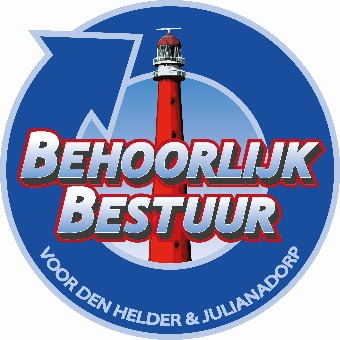 BEHOORLIJK
BESTUUR
VOOR DEN HELDER & JULIANADORP